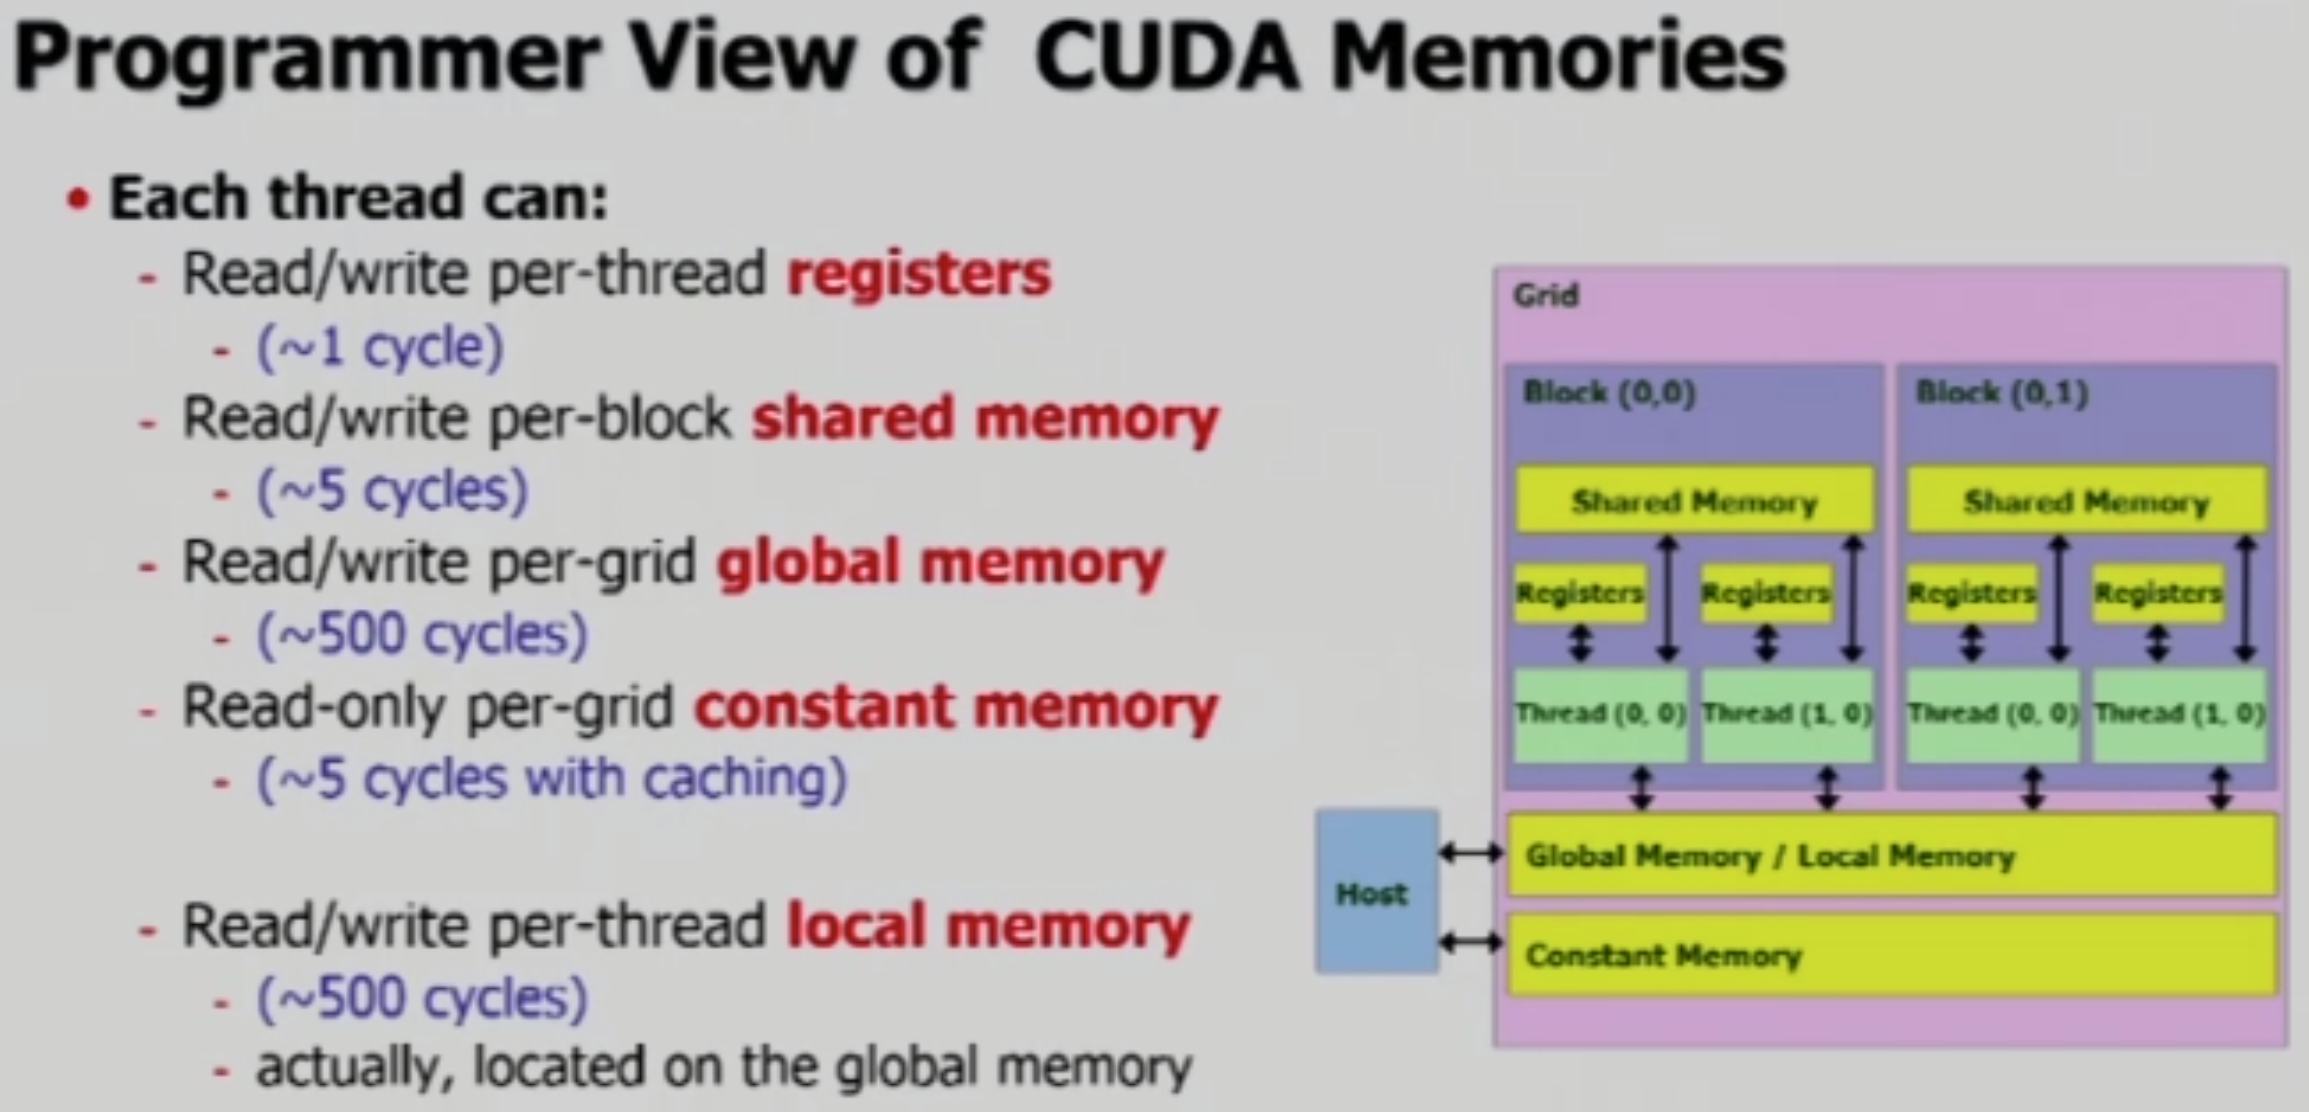 Programmer View of CUDA Memories
• Each thread can:
- Read/write per-thread registers
- (~1 cycle)
- Read/write per-block shared memory
- (~5 cycles)
- Read/write per-grid global memory
- (~500 cycles)
- Read-only per-grid constant memory
- (~5 cycles with caching)
- Read/write per-thread local memory
- (~500 cycles)
- actually, located on the global memory
Grid
Block (0,0)
Block (0,1)
Shared Memory
Shared Memory
Registers
Registers
Registers
Registers
Thread (0, 0)
Thread (1, 0)
Thread (0, 0)
Thread (1, 0)
Host
Global Memory / Local Memory
Constant Memory